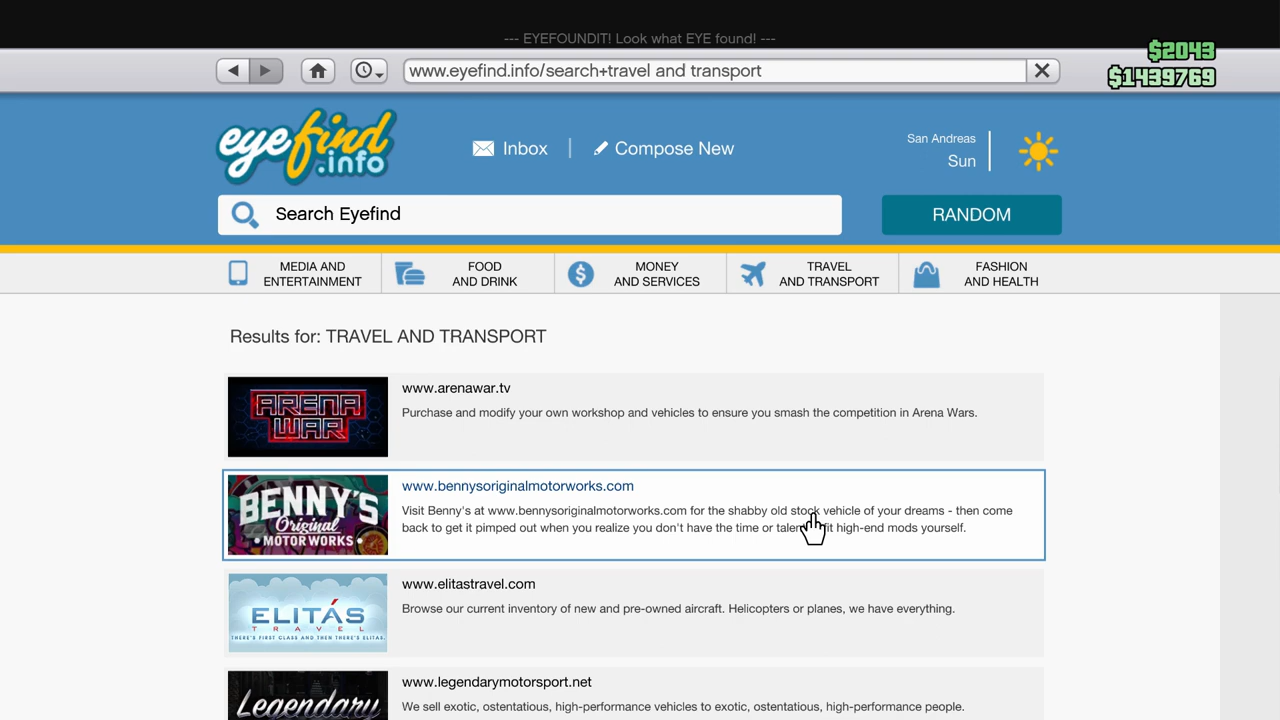 --- EYEFOUNDIT! Look what EYE found! ---
$2043
www.eyefind.info/search+travel and transport
$1439769
eyefind
.info
Inbox
Compose New
San Andreas
Sun
Search Eyefind
RANDOM
MEDIA AND
ENTERTAINMENT
FOOD
AND DRINK
MONEY
AND SERVICES
TRAVEL
AND TRANSPORT
FASHION
AND HEALTH
Results for: TRAVEL AND TRANSPORT
ARENA
WAR
www.arenawar.tv
Purchase and modify your own workshop and vehicles to ensure you smash the competition in Arena Wars.
BENNY'S
Original
MOTOR WORKS
www.bennysoriginalmotorworks.com
Visit Benny's at www.bennysoriginalmotorworks.com for the shabby old stock vehicle of your dreams - then come
back to get it pimped out when you realize you don't have the time or talent fit high-end mods yourself.
ELITÁS
TRAVEL
THERE'S FIRST CLASS AND THEN THERE'S ELITAS.
www.elitastravel.com
Browse our current inventory of new and pre-owned aircraft. Helicopters or planes, we have everything.
Legendary
www.legendarymotorsport.net
We sell exotic, ostentatious, high-performance vehicles to exotic, ostentatious, high-performance people.